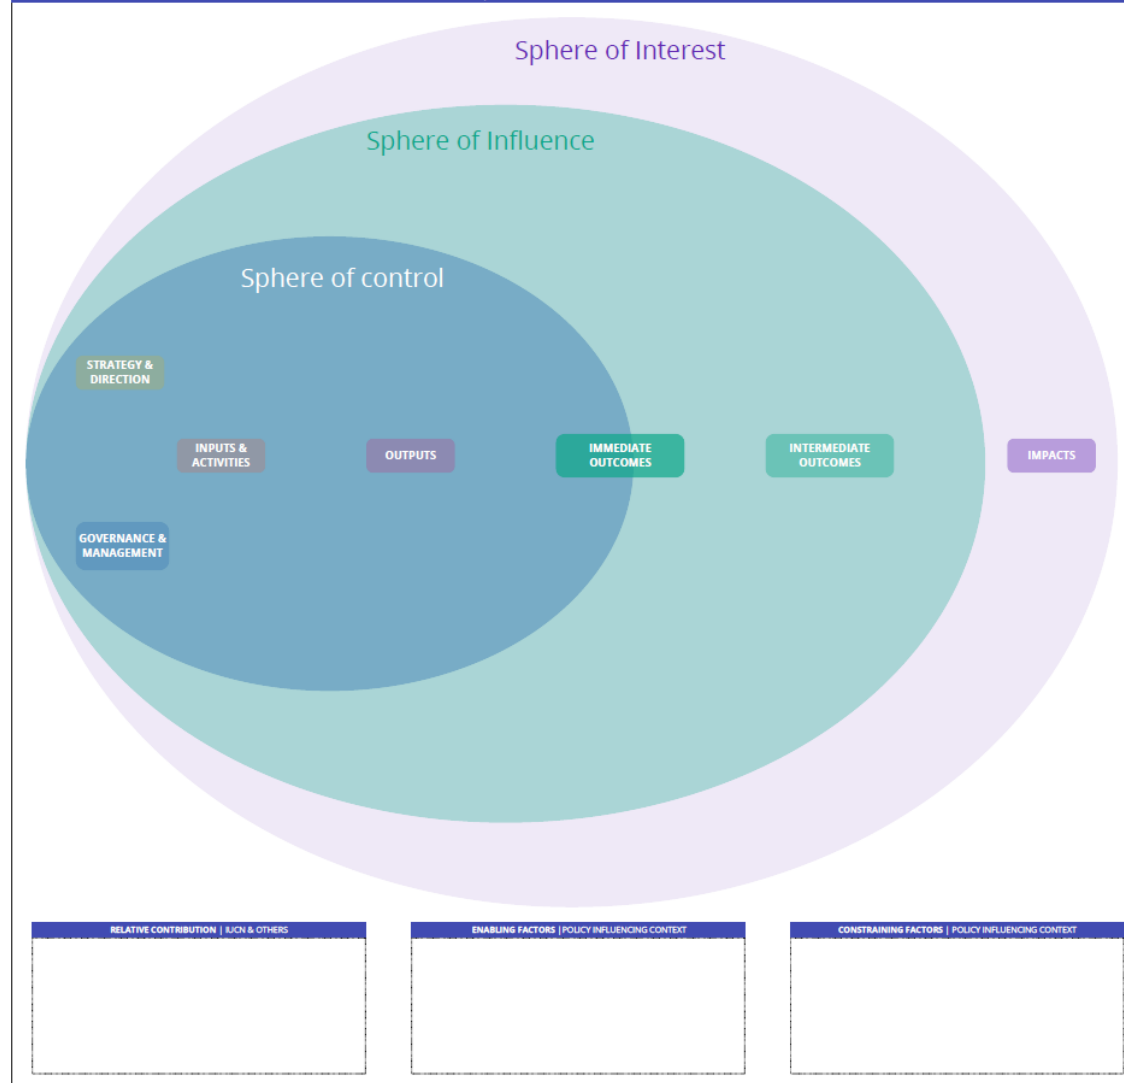 Sphere of Interest
Sphere of Influence
Sphere of control
STRATEGY &
DIRECTION
INPUTS &
ACTIVITIES
OUTPUTS
IMMEDIATE
OUTCOMES
INTERMEDIATE
OUTCOMES
IMPACTS
GOVERNANCE &
MANAGEMENT
RELATIVE CONTRIBUTION | IUCN & OTHERS
ENABLING FACTORS | POLICY INFLUENCING CONTEXT
CONSTRAINING FACTORS | POLICY INFLUENCING CONTEXT